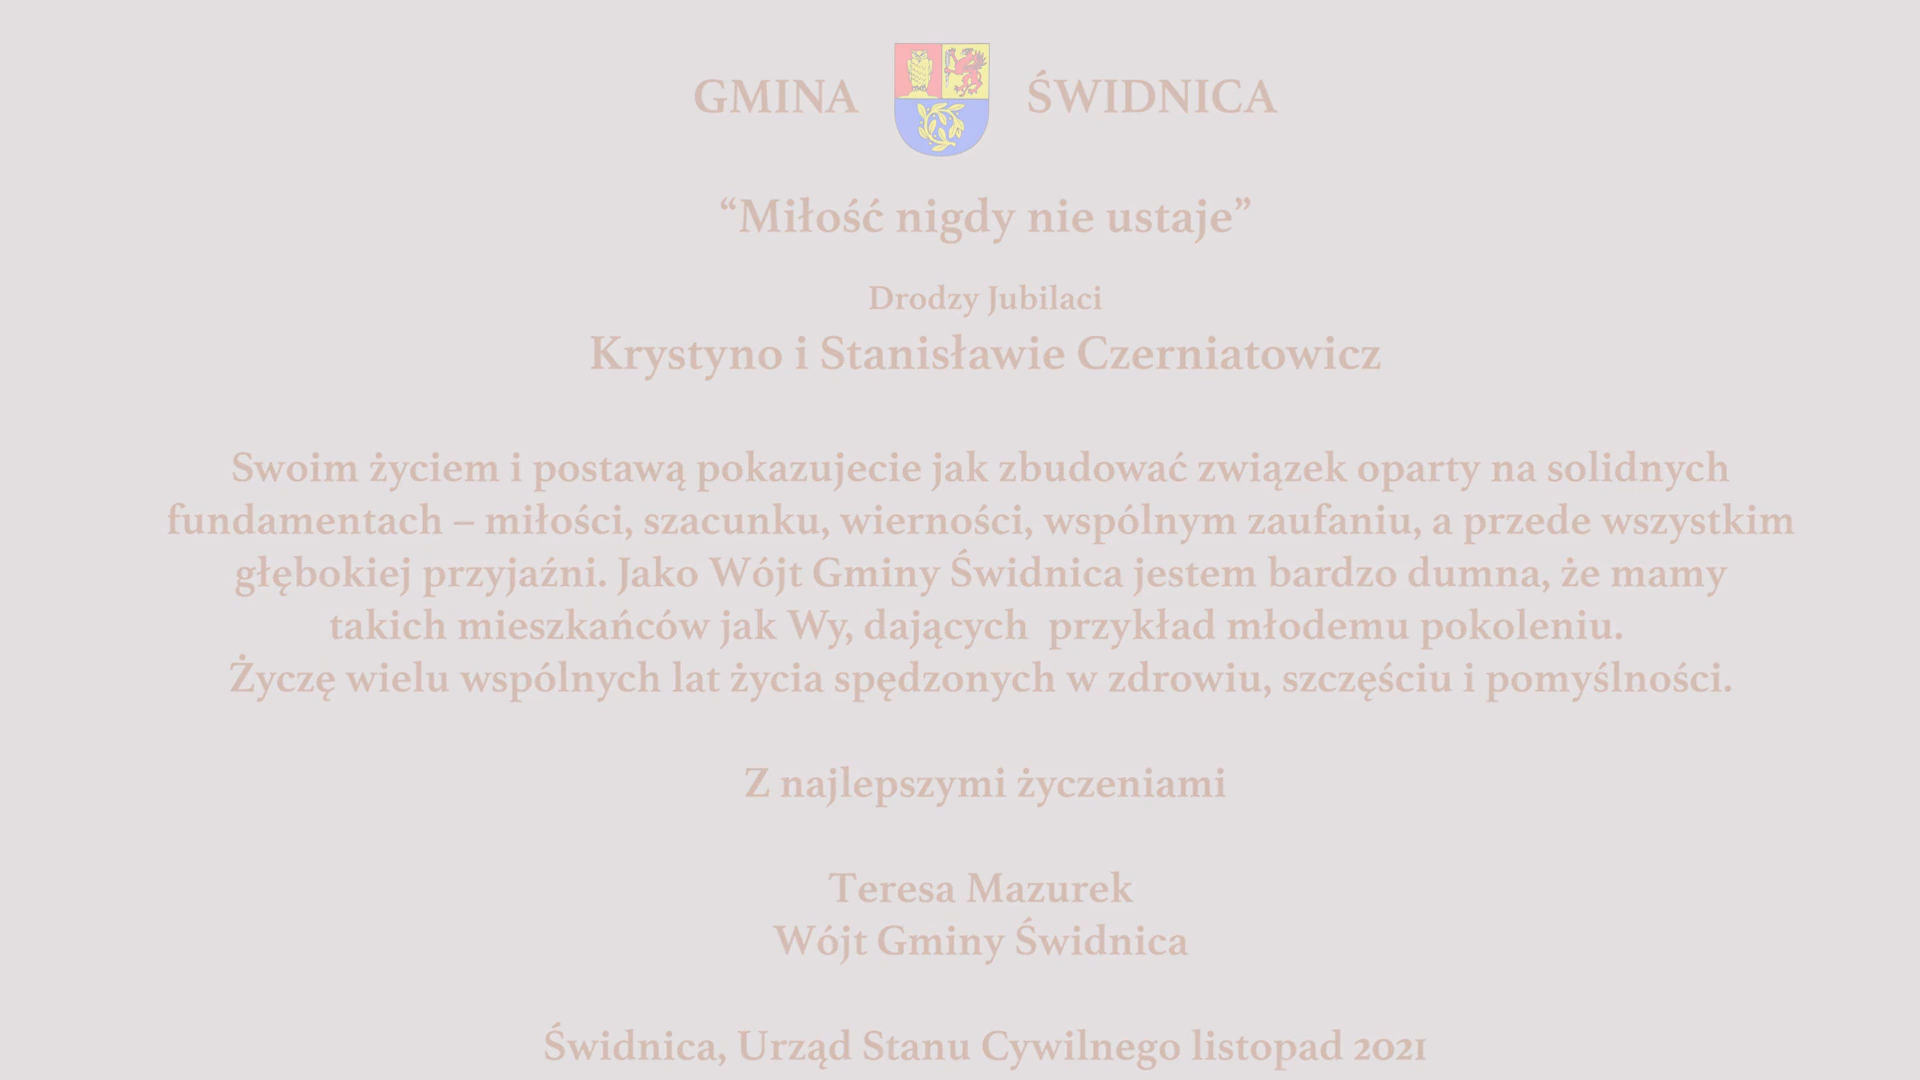 GMINA ŚWIDNICA
“Miłość nigdy nie ustaje”
Drodzy Jubilaci
Krystyno i Stanisławie Czerniatowicz
Swoim życiem i postawą pokazujecie jak zbudować związek oparty na solidnych
fundamentach – miłości, szacunku, wierności, wspólnym zaufaniu, a przede wszystkim
głębokiej przyjaźni. Jako Wójt Gminy Świdnica jestem bardzo dumna, że mamy
takich mieszkańców jak Wy, dających  przykład młodemu pokoleniu.
Życzę wielu wspólnych lat życia spędzonych w zdrowiu, szczęściu i pomyślności.
Z najlepszymi życzeniami
Teresa Mazurek
Wójt Gminy Świdnica
Świdnica, Urząd Stanu Cywilnego listopad 2021